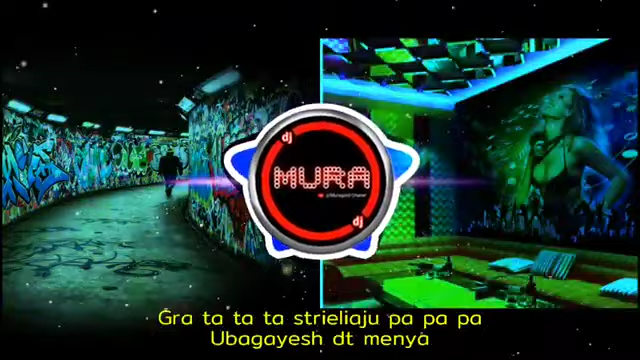 dj
MURA
dj
Gra ta ta ta strieliaju pa pa pa
Ubagayesh dt menya